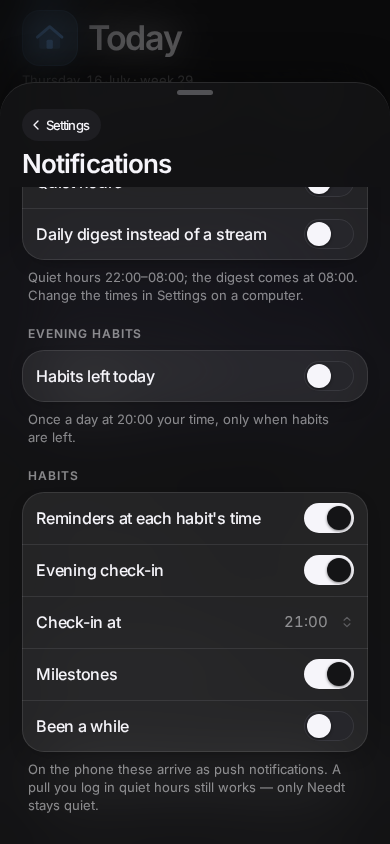 Today
Thursday, 16 July · week 29
Settings
Notifications
Quiet hours
Daily digest instead of a stream
Quiet hours 22:00–08:00; the digest comes at 08:00.
Change the times in Settings on a computer.
EVENING HABITS
Habits left today
Once a day at 20:00 your time, only when habits
are left.
HABITS
Reminders at each habit's time
Evening check-in
Check-in at 21:00
Milestones
Been a while
On the phone these arrive as push notifications. A
pull you log in quiet hours still works — only Needt
stays quiet.